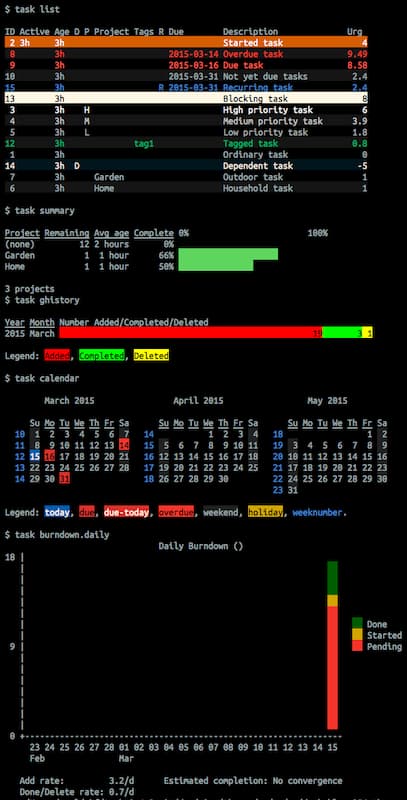 $ task list
ID Active Age D P Project Tags R Due Description Urg
2 3h 3h Started task 4
8 3h 2015-03-14 Overdue task 9.49
9 3h 2015-03-16 Due task 8.58
10 3h 2015-03-31 Not yet due tasks 2.4
15 3h R 2015-03-31 Recurring task 2.4
13 3h Blocking task 8
3 3h H High priority task 6
4 3h M Medium priority task 3.9
5 3h L Low priority task 1.8
12 3h tag1 Tagged task 0.8
1 3h Ordinary task 0
14 3h D Dependent task -5
7 3h Garden Outdoor task 1
6 3h Home Household task 1
$ task summary
Project Remaining Avg age Complete 0% 100%
(none) 12 2 hours 0%
Garden 1 1 hour 66%
Home 1 1 hour 50%
3 projects
$ task ghistory
Year Month Number Added/Completed/Deleted
2015 March 19 3 1
Legend: Added, Completed, Deleted
$ task calendar
March 2015 April 2015 May 2015
Su Mo Tu We Th Fr Sa Su Mo Tu We Th Fr Sa Su Mo Tu We Th Fr Sa
10 1 2 3 4 5 6 7 14 1 2 3 4 18 1 2
11 8 9 10 11 12 13 14 15 5 6 7 8 9 10 11 19 3 4 5 6 7 8 9
12 15 16 17 18 19 20 21 16 12 13 14 15 16 17 18 20 10 11 12 13 14 15 16
13 22 23 24 25 26 27 28 17 19 20 21 22 23 24 25 21 17 18 19 20 21 22 23
14 29 30 31 18 26 27 28 29 30 22 24 25 26 27 28 29 30
23 31
Legend: today, due, due-today, overdue, weekend, holiday, weeknumber.
$ task burndown.daily
Daily Burndown ()
18
Done
Started
9 Pending
0
23 24 25 26 27 28 01 02 03 04 05 06 07 08 09 10 11 12 13 14 15
Feb Mar
Add rate: 3.2/d Estimated completion: No convergence
Done/Delete rate: 0.7/d